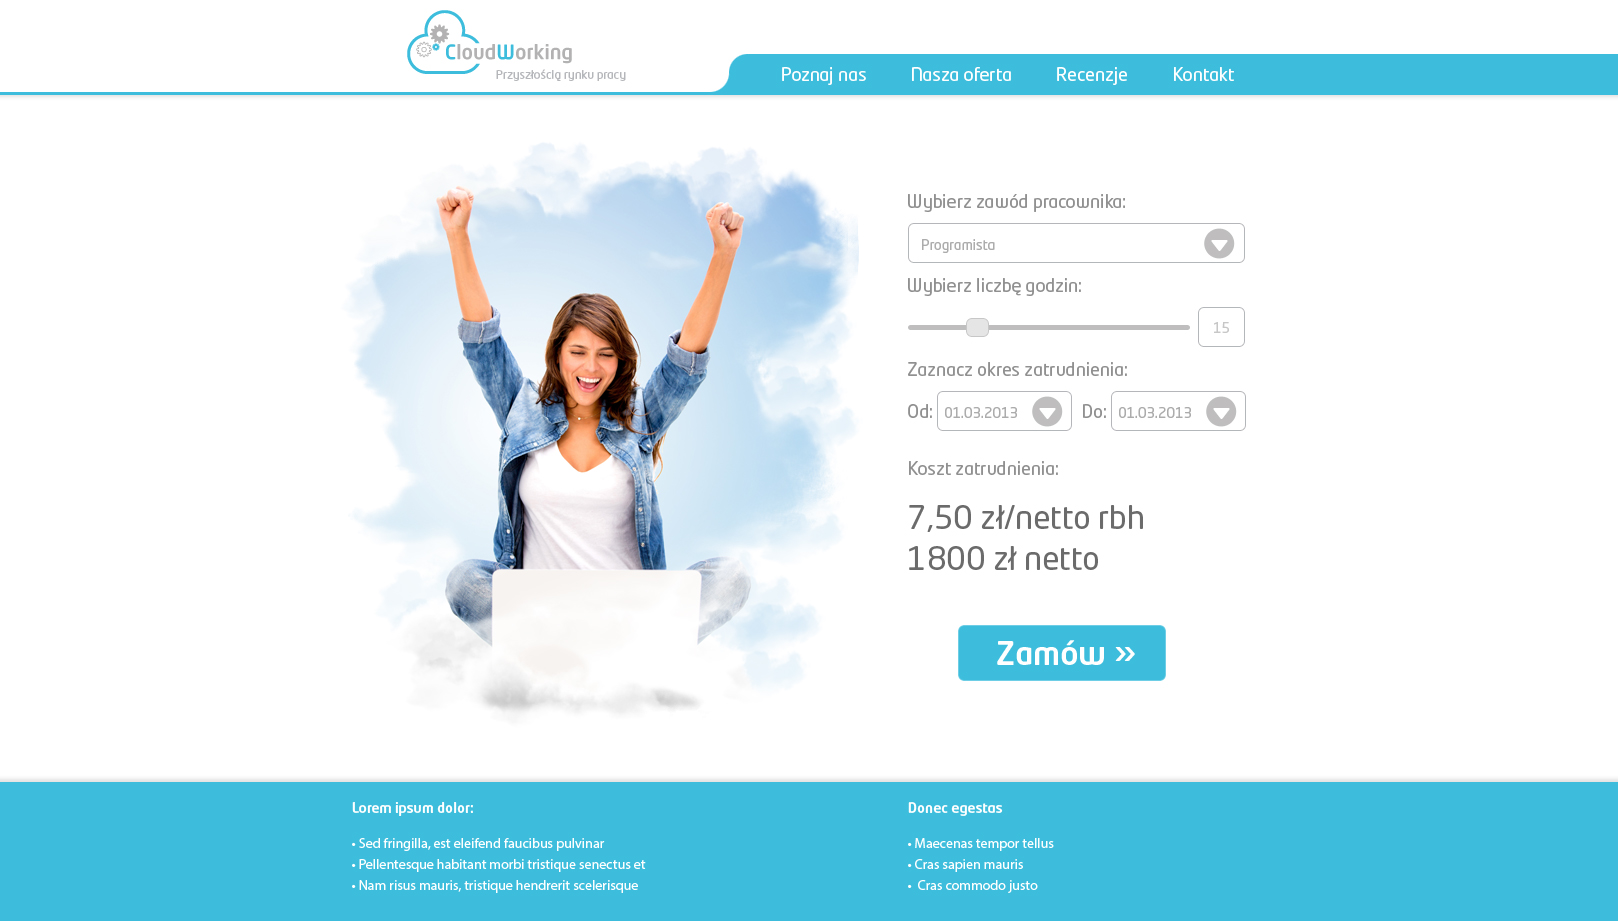 CloudWorking
Przyszłością rynku pracy
Poznaj nas
Nasza oferta
Recenzje
Kontakt
Wybierz zawód pracownika:
Programista
Wybierz liczbę godzin:
15
Zaznacz okres zatrudnienia:
Od: 01.03.2013 Do: 01.03.2013
Koszt zatrudnienia:
7,50 zł/netto rbh
1800 zł netto
Zamów »
Lorem ipsum dolor:
• Sed fringilla, est eleifend faucibus pulvinar
• Pellentesque habitant morbi tristique senectus et
• Nam risus mauris, tristique hendrerit scelerisque
Donec egestas
• Maecenas tempor tellus
• Cras sapien mauris
• Cras commodo justo